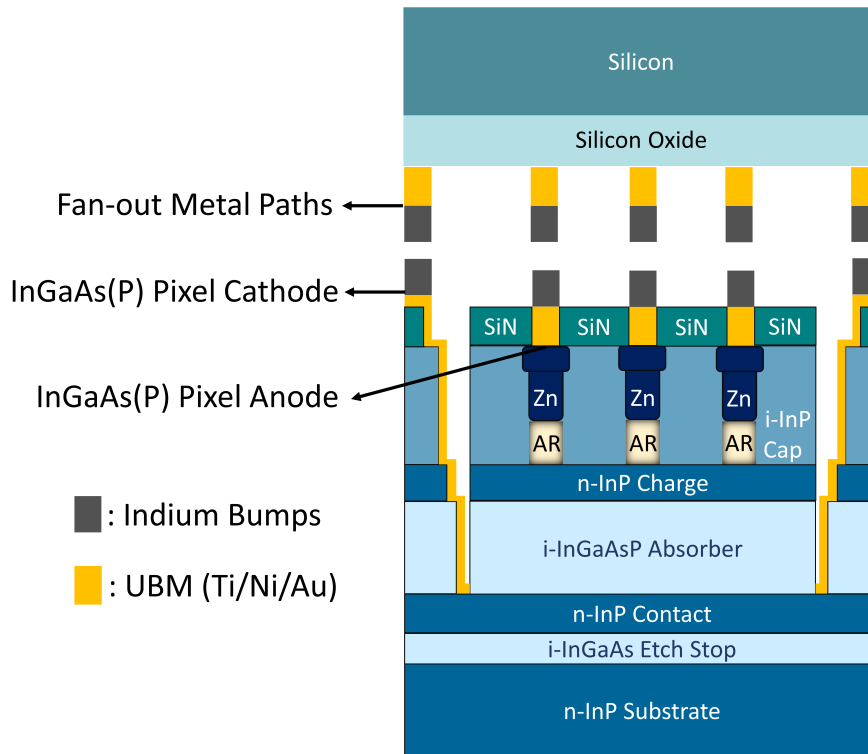 Silicon
Silicon Oxide
Fan-out Metal Paths
InGaAs(P) Pixel Cathode
SiN SiN SiN SiN
InGaAs(P) Pixel Anode
Zn Zn Zn
i-InP
Cap
AR AR AR
n-InP Charge
: Indium Bumps
i-InGaAsP Absorber
: UBM (Ti/Ni/Au)
n-InP Contact
i-InGaAs Etch Stop
n-InP Substrate